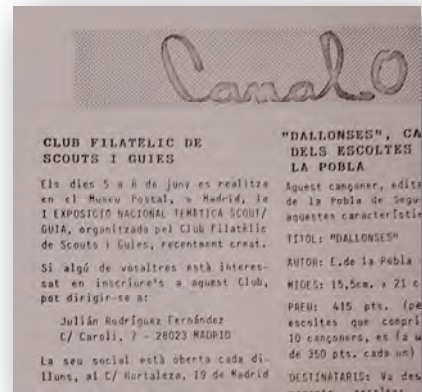 Canal O
CLUB FILATELIC DE
SCOUTS I GUIES
Els dies 5 a 8 de juny es realitza
en el Museu Postal, a Madrid, la
I EXPOSICIÓ NACIONAL TEMÀTICA SCOUT/
GUIA, organitzada pel Club Filatèlic
de Scouts i Guies, recentment creat.
Si algú de vosaltres està interes-
sat en inscriure's a aquest Club,
pot dirigir-se a:
Julián Rodríguez Fernández
C/ Caroli, 7 - 28023 MADRID
La seu social està oberta cada di-
lluns, al C/ Hortaleza, 19 de Madrid
"DALLONSES", CA
DELS ESCOLTES
LA POBLA
Aquest cançoner, edita
de la Pobla de Segu
aquestes característi
TITOL: "DALLONSES"
AUTOR: E.de la Pobla
MIDES: 15,5cm. x 21 c
PREU: 415 pts. (pe
escoltes que compri
10 cançoners, es (a u
de 350 pts. cada un)
DESTINATARIS: Va des